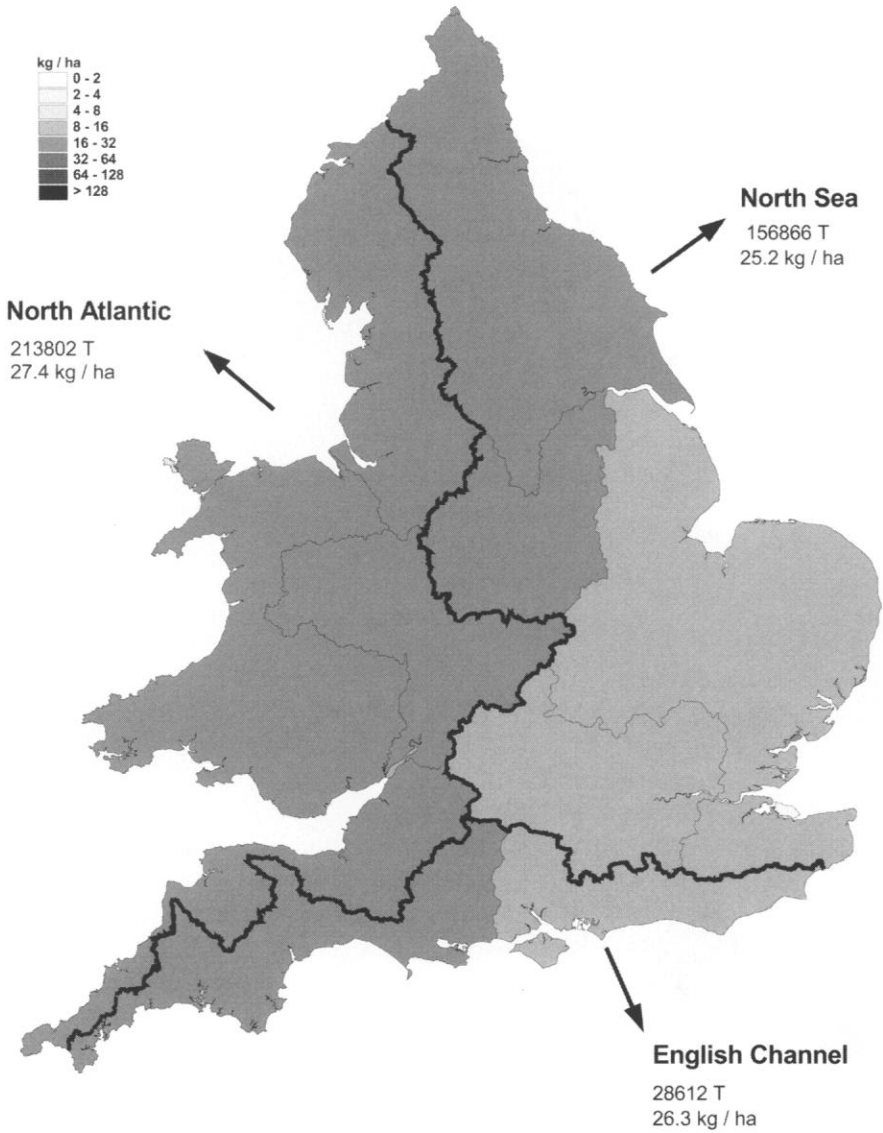 kg / ha
0 - 2
2 - 4
4 - 8
8 - 16
16 - 32
32 - 64
64 - 128
> 128
North Sea
156866 T
25.2 kg / ha
North Atlantic
213802 T
27.4 kg / ha
English Channel
28612 T
26.3 kg / ha